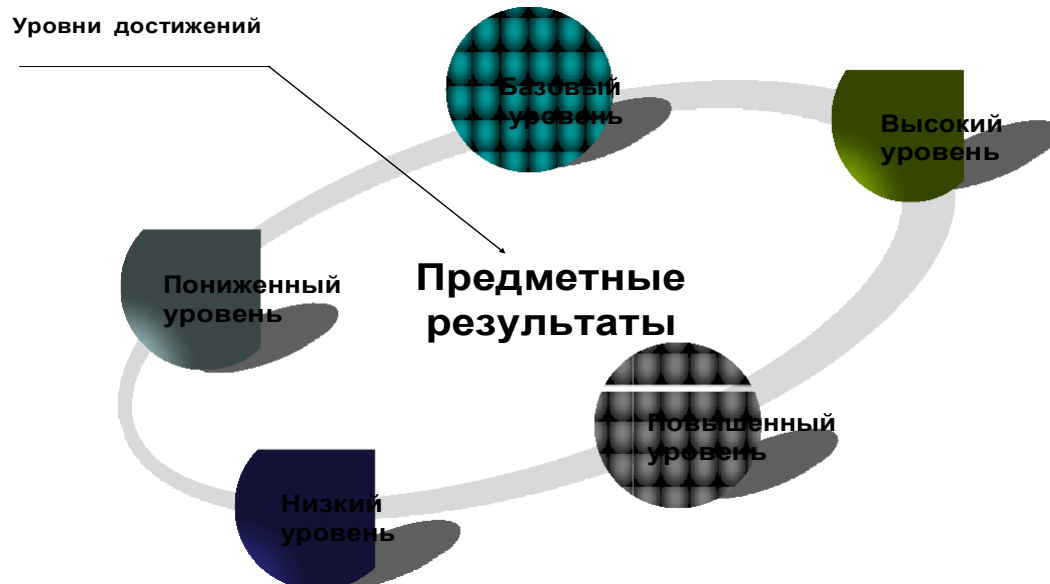 Уровни достижений
Базовый
уровень
Высокий
уровень
Пониженный
уровень
Предметные
результаты
Повышенный
уровень
Низкий
уровень